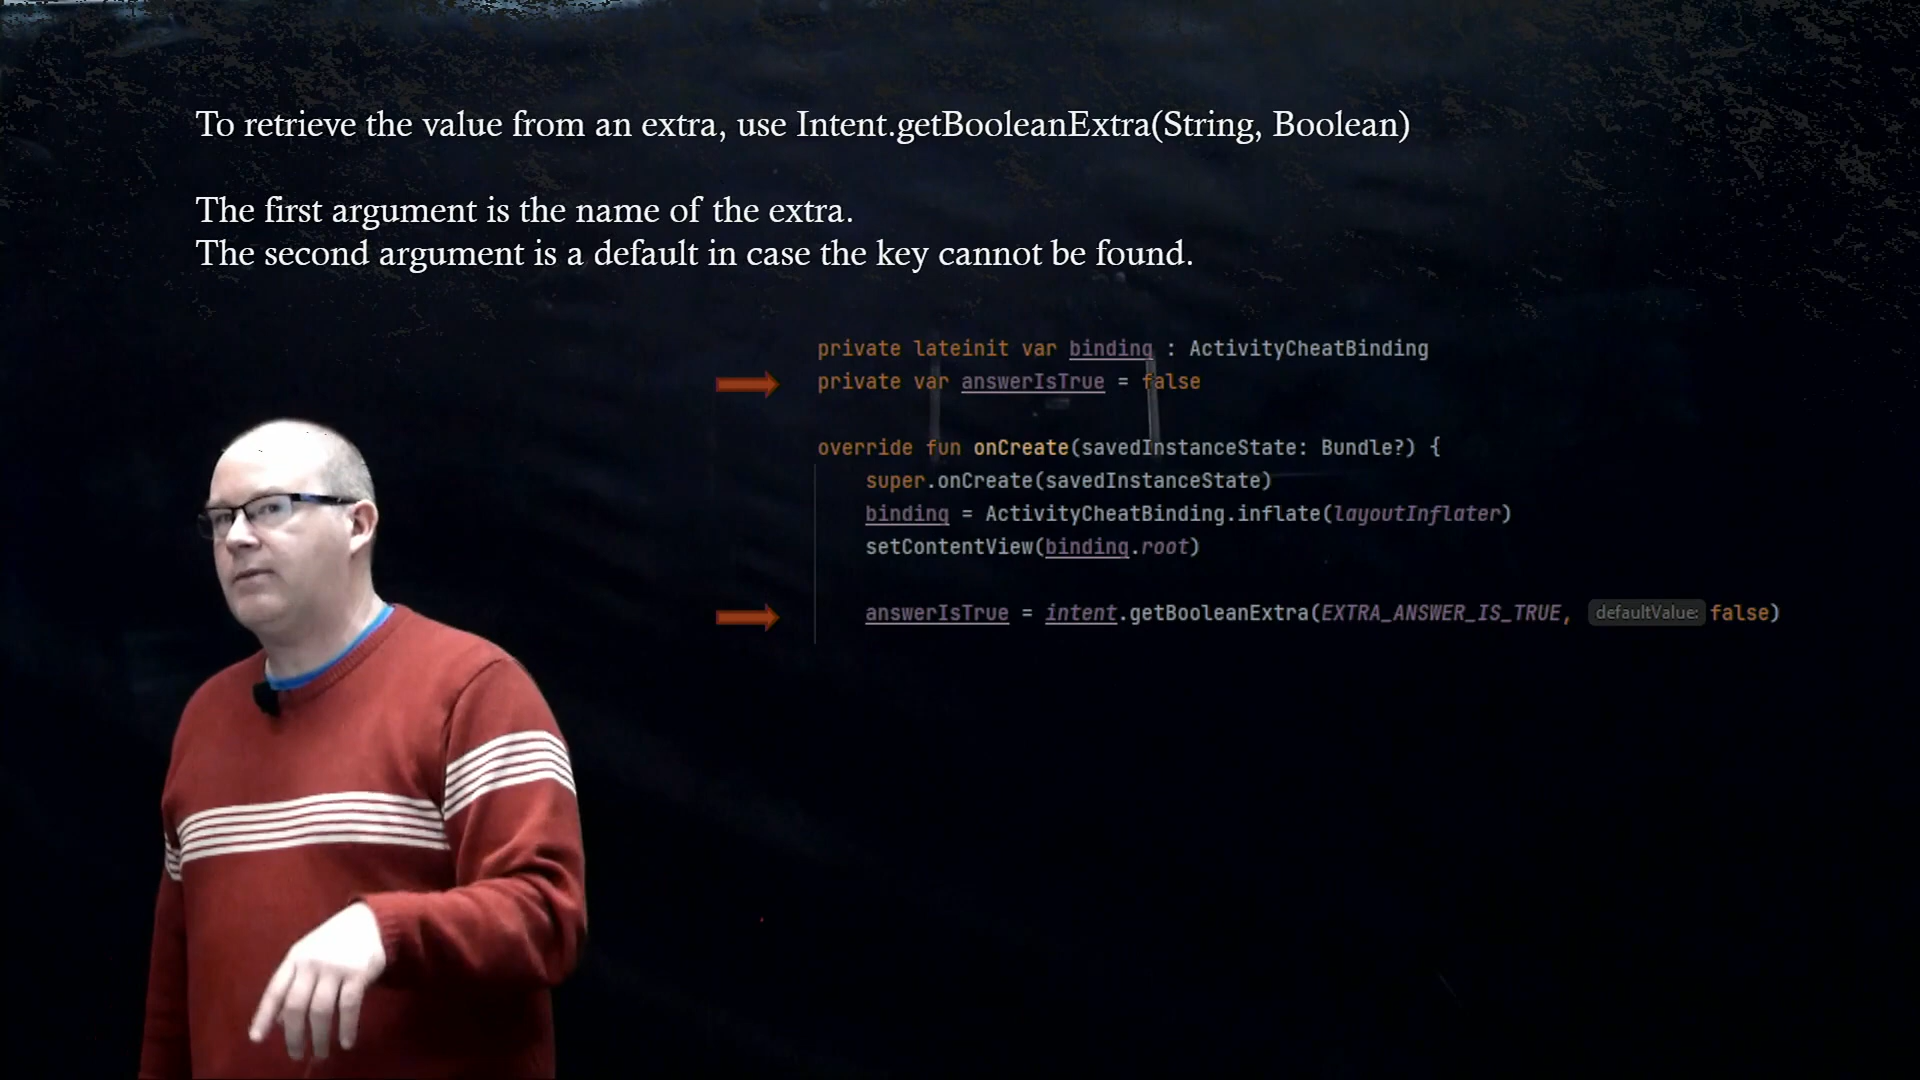 To retrieve the value from an extra, use Intent.getBooleanExtra(String, Boolean)
The first argument is the name of the extra.
The second argument is a default in case the key cannot be found.
private lateinit var binding : ActivityCheatBinding
private var answerIsTrue = false
override fun onCreate(savedInstanceState: Bundle?) {
super.onCreate(savedInstanceState)
binding = ActivityCheatBinding.inflate(layoutInflater)
setContentView(binding.root)
answerIsTrue = intent.getBooleanExtra(EXTRA_ANSWER_IS_TRUE, defaultValue: false)